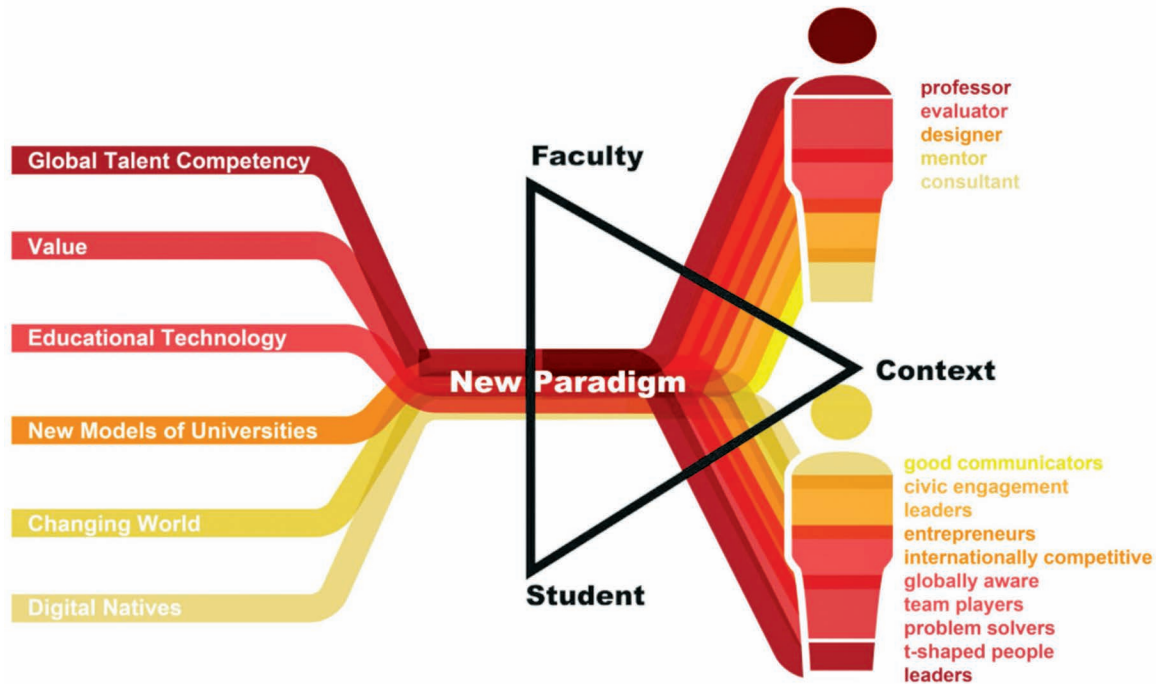 Global Talent Competency
Value
Educational Technology
New Models of Universities
Changing World
Digital Natives
Faculty
New Paradigm
Context
Student
professor
evaluator
designer
mentor
consultant
good communicators
civic engagement
leaders
entrepreneurs
internationally competitive
globally aware
team players
problem solvers
t-shaped people
leaders